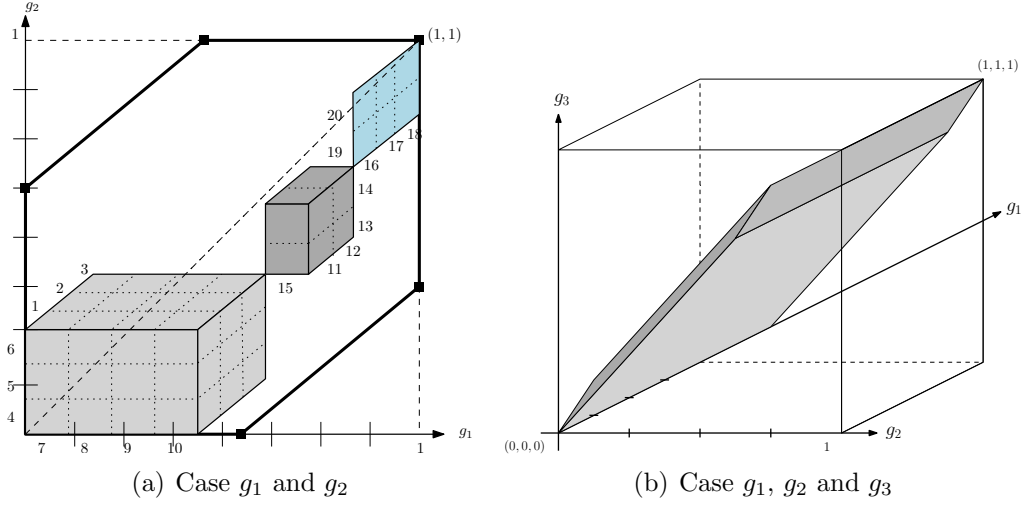 g₂
1
(1, 1)
20
18
17
19
16
14
13
12
11
3
15
2
1
6
5
4
7
8
9
10
1
g₁
(a) Case g₁ and g₂
(1, 1, 1)
g₃
g₁
(0, 0, 0)
1
g₂
(b) Case g₁, g₂ and g₃